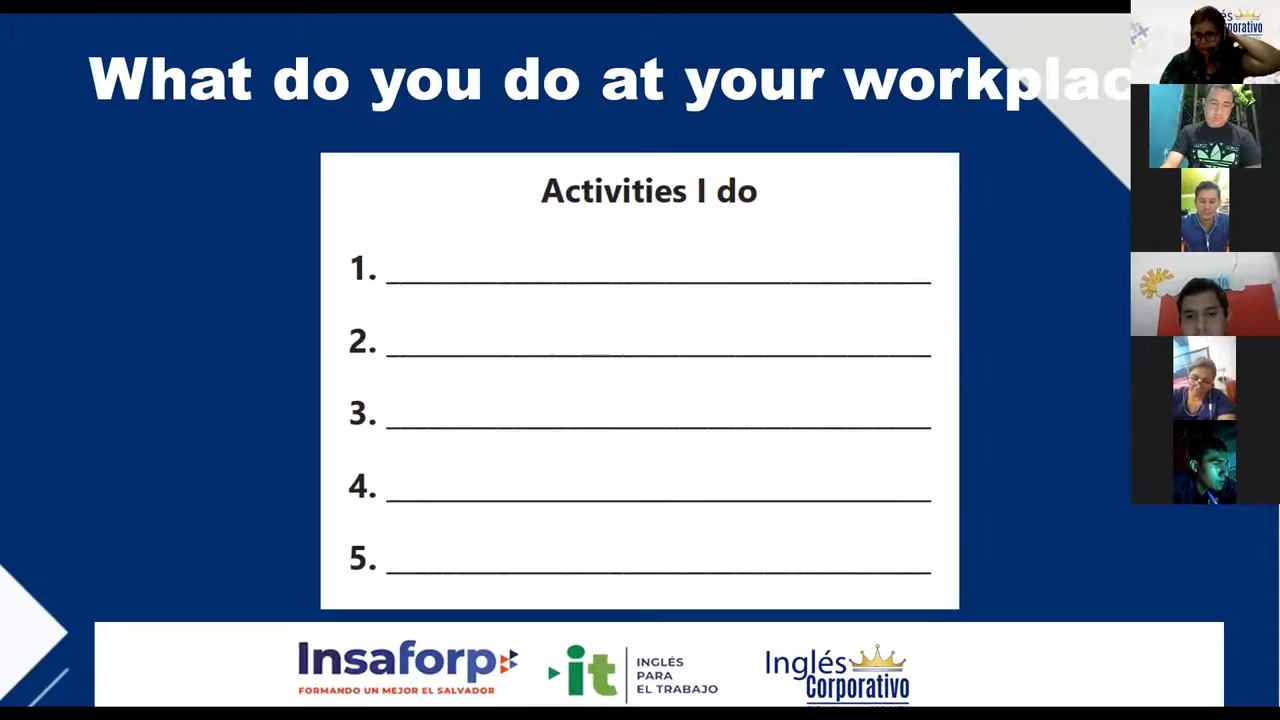 What do you do at your workplac
Activities I do
1.
2.
3.
4.
5.
Insaforp
FORMANDO UN MEJOR EL SALVADOR
it
INGLÉS
PARA
EL TRABAJO
Inglés
Corporativo